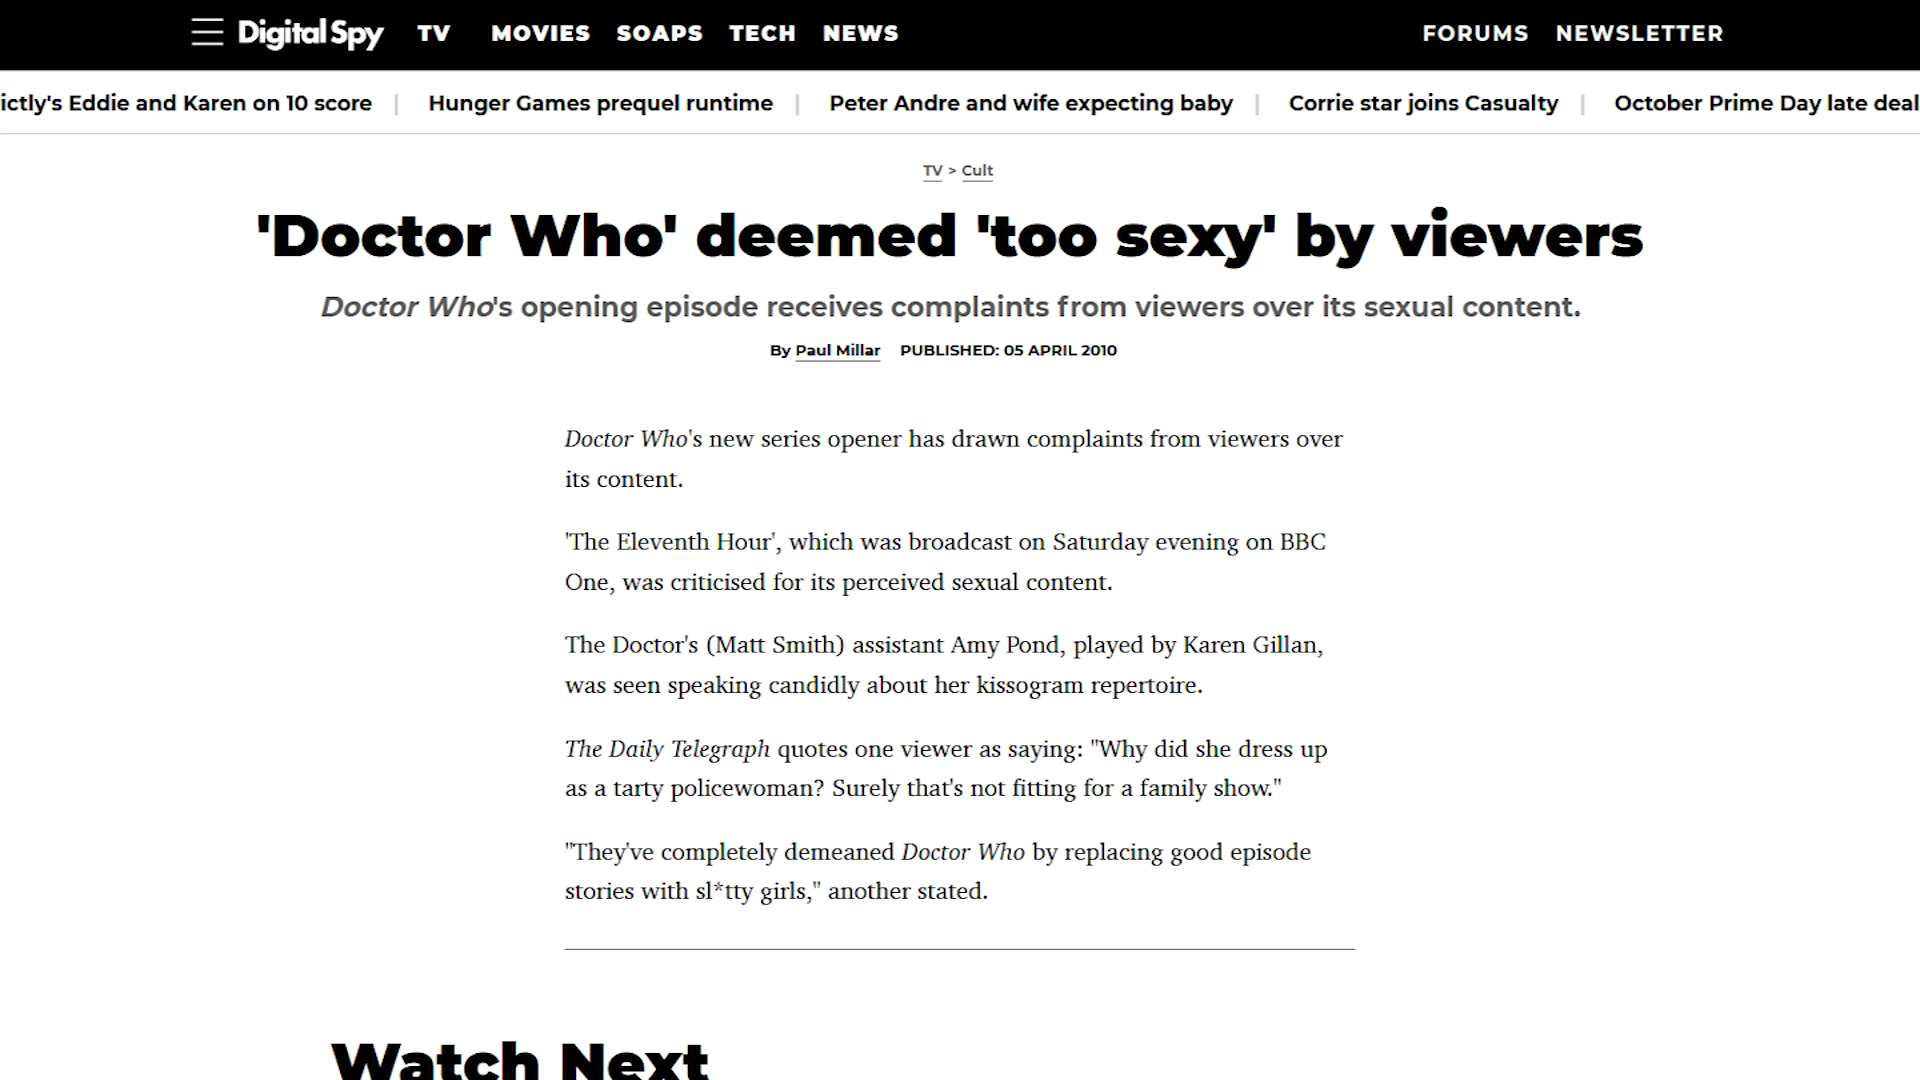 Digital Spy TV MOVIES SOAPS TECH NEWS FORUMS NEWSLETTER
ictly's Eddie and Karen on 10 score | Hunger Games prequel runtime | Peter Andre and wife expecting baby | Corrie star joins Casualty | October Prime Day late deal
TV > Cult
'Doctor Who' deemed 'too sexy' by viewers
Doctor Who's opening episode receives complaints from viewers over its sexual content.
By Paul Millar PUBLISHED: 05 APRIL 2010
Doctor Who's new series opener has drawn complaints from viewers over
its content.
'The Eleventh Hour', which was broadcast on Saturday evening on BBC
One, was criticised for its perceived sexual content.
The Doctor's (Matt Smith) assistant Amy Pond, played by Karen Gillan,
was seen speaking candidly about her kissogram repertoire.
The Daily Telegraph quotes one viewer as saying: "Why did she dress up
as a tarty policewoman? Surely that's not fitting for a family show."
"They've completely demeaned Doctor Who by replacing good episode
stories with sl*tty girls," another stated.
Watch Next